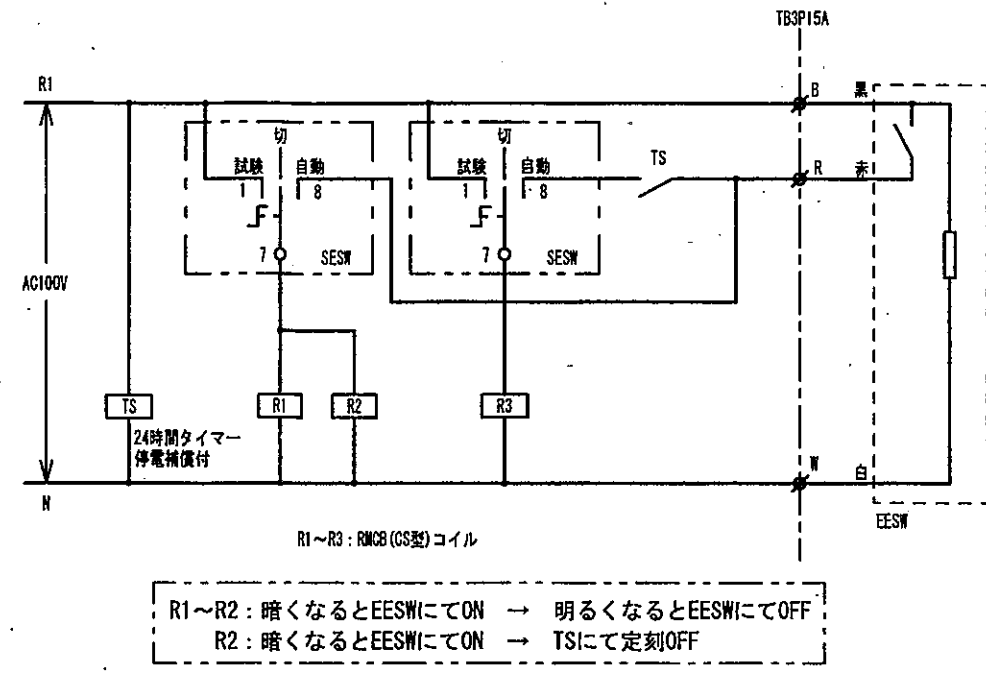 TB3P15A
R1
B
黒
切
切
試験
自動
試験
自動
TS
1
8
1
8
R
赤
7
SESW
7
SESW
AC100V
TS
R1
R2
R3
24時間タイマー
停電補償付
W
白
N
EESW
R1～R3：RMCB(CS型)コイル
R1～R2：暗くなるとEESWにてON → 明るくなるとEESWにてOFF
R2：暗くなるとEESWにてON → TSにて定刻OFF